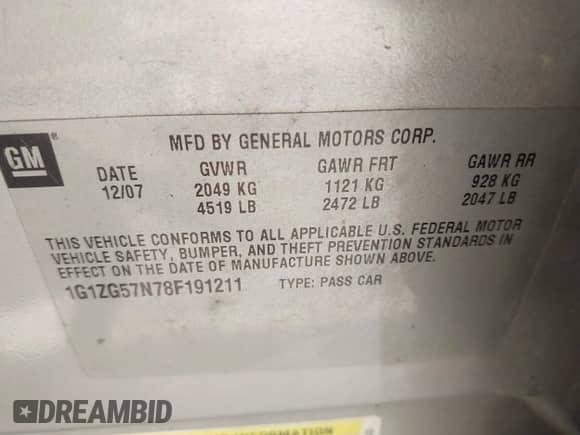 GM ®
MFD BY GENERAL MOTORS CORP.
DATE GVWR GAWR FRT GAWR RR
12/07 2049 KG 1121 KG 928 KG
4519 LB 2472 LB 2047 LB
THIS VEHICLE CONFORMS TO ALL APPLICABLE U.S. FEDERAL MOTOR
VEHICLE SAFETY, BUMPER, AND THEFT PREVENTION STANDARDS IN
EFFECT ON THE DATE OF MANUFACTURE SHOWN ABOVE.
1G1ZG57N78F191211 TYPE: PASS CAR
INFORMATION
DREAMBID